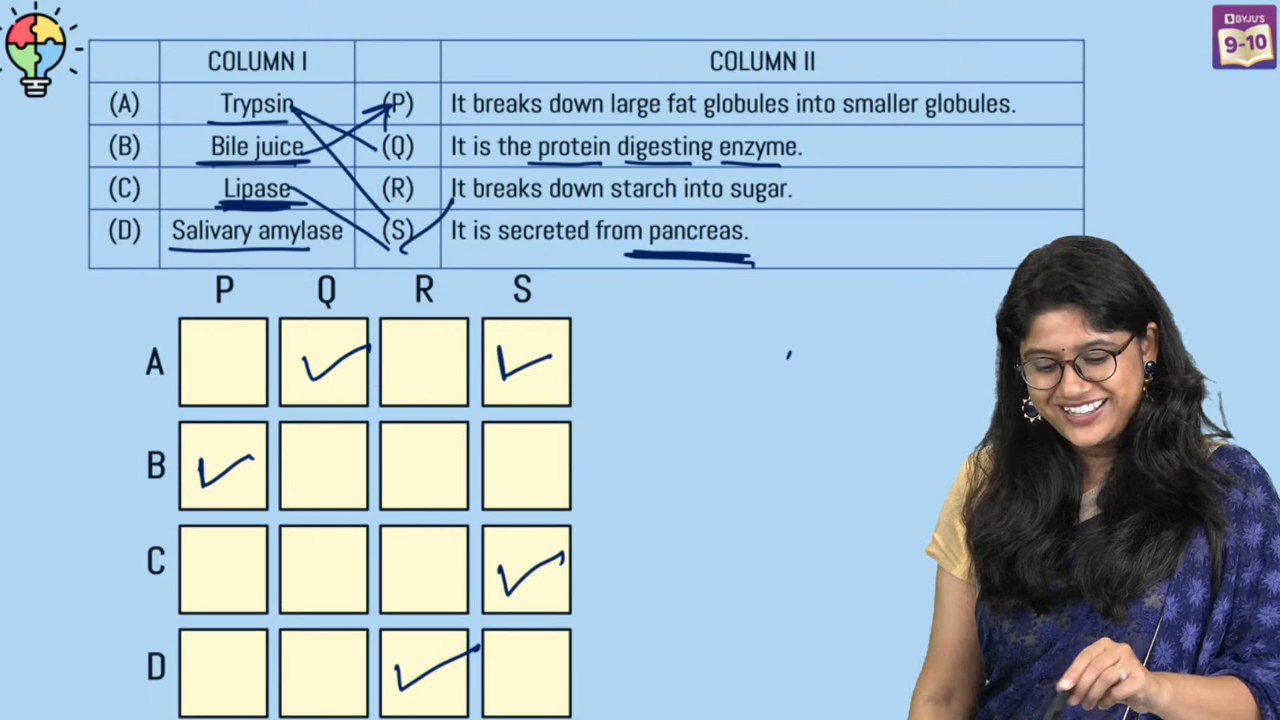 BYJU'S
9-10
COLUMN I COLUMN II
(A) Trypsin (P) It breaks down large fat globules into smaller globules.
(B) Bile juice (Q) It is the protein digesting enzyme.
(C) Lipase (R) It breaks down starch into sugar.
(D) Salivary amylase (S) It is secreted from pancreas.
P Q R S
A
B
C
D